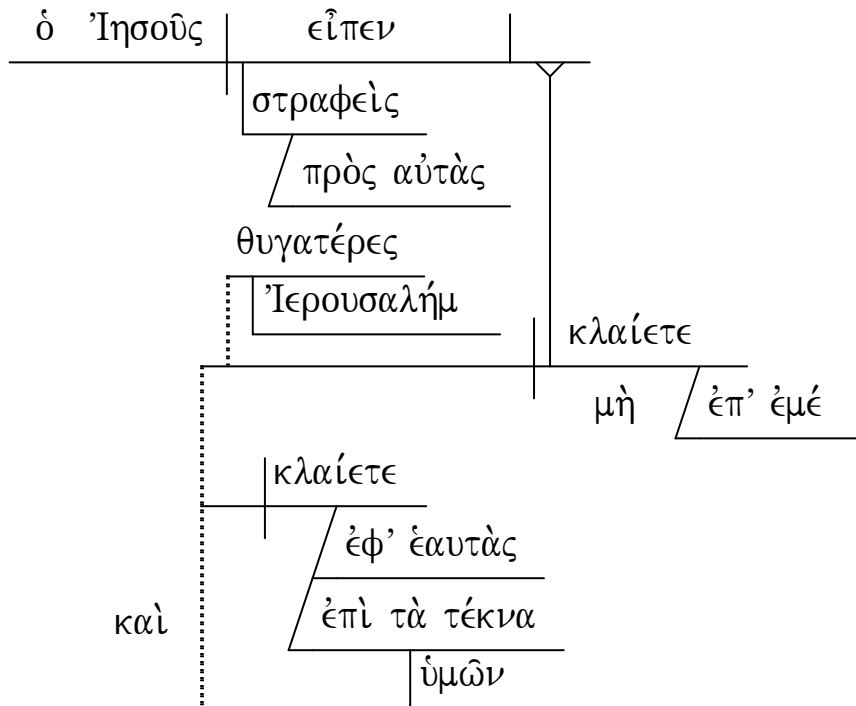 ὁ Ἰησοῦς εἶπεν
στραφεὶς
πρὸς αὐτὰς
θυγατέρες
Ἰερουσαλήμ
κλαίετε
μὴ ἐπ’ ἐμέ
κλαίετε
ἐφ’ ἑαυτὰς
ἐπὶ τὰ τέκνα
καὶ
ὑμῶν